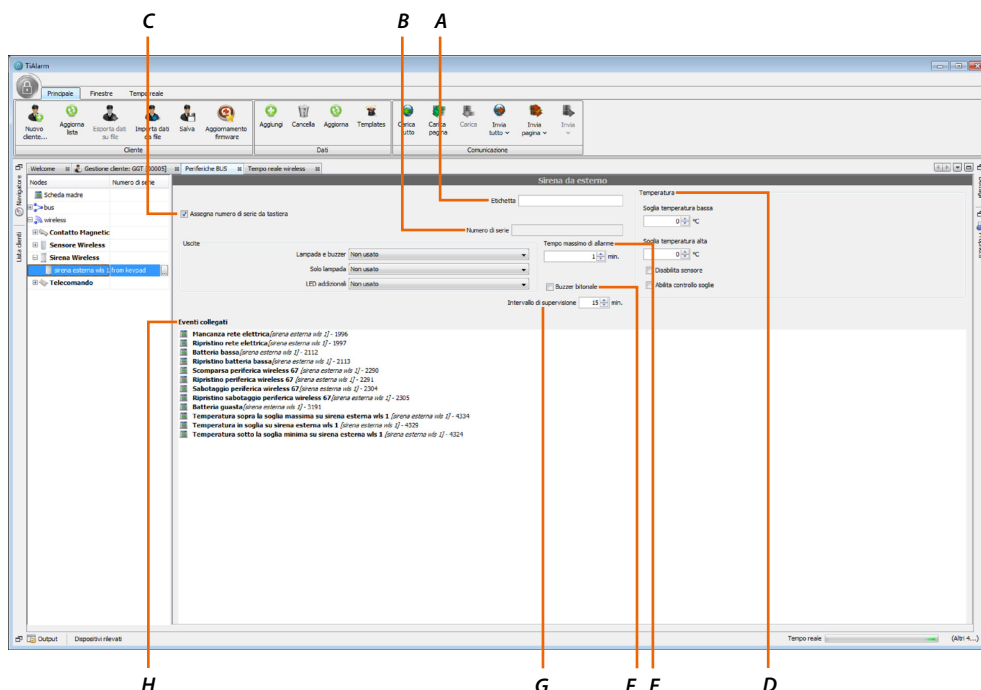 C B A
TiAlarm
Principale Finestre Tempo reale
Nuovo cliente... Aggiorna lista Esporta dati su file Importa dati da file Salva Aggiornamento firmware Aggiungi Cancella Aggiorna Templates Carica tutto Carica pagina Carica Invia tutto Invia pagina Invia
Cliente Dati Comunicazione
Welcome Gestione cliente: GGT [00005] Periferiche BUS Tempo reale wireless
Navigatore
Lista clienti
Nodes Numero di serie
Scheda madre
bus
wireless
Contatto Magnetic
Sensore Wireless
Sirena Wireless
sirena esterna wls 1 from keypad
Telecomando
Sirena da esterno
Etichetta
Assegna numero di serie da tastiera
Numero di serie
Temperatura
Soglia temperatura bassa
0 °C
Soglia temperatura alta
0 °C
Disabilita sensore
Abilita controllo soglie
Uscite
Lampada e buzzer Non usato
Solo lampada Non usato
LED addizionali Non usato
Tempo massimo di allarme
1 min.
Buzzer bitonale
Intervallo di supervisione 15 min.
Eventi collegati
Mancanza rete elettrica [sirena esterna wls 1] - 1996
Ripristino rete elettrica [sirena esterna wls 1] - 1997
Batteria bassa [sirena esterna wls 1] - 2112
Ripristino batteria bassa [sirena esterna wls 1] - 2113
Scomparsa periferica wireless 67 [sirena esterna wls 1] - 2290
Ripristino periferica wireless 67 [sirena esterna wls 1] - 2291
Sabotaggio periferica wireless 67 [sirena esterna wls 1] - 2304
Ripristino sabotaggio periferica wireless 67 [sirena esterna wls 1] - 2305
Batteria guasta [sirena esterna wls 1] - 3191
Temperatura sopra la soglia massima su sirena esterna wls 1 [sirena esterna wls 1] - 4334
Temperatura in soglia su sirena esterna wls 1 [sirena esterna wls 1] - 4329
Temperatura sotto la soglia minima su sirena esterna wls 1 [sirena esterna wls 1] - 4324
Output Dispositivi rilevati Tempo reale (Altri 4...)
H G F E D